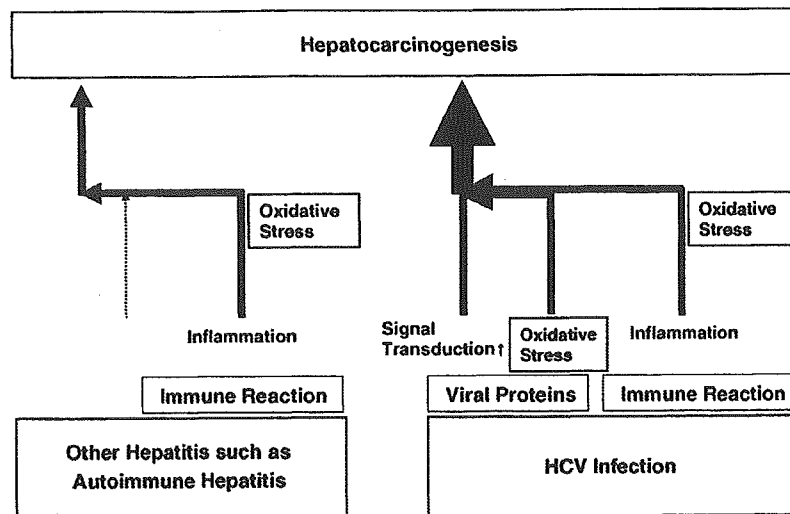 Hepatocarcinogenesis
Oxidative
Stress
Inflammation
Immune Reaction
Other Hepatitis such as
Autoimmune Hepatitis
Oxidative
Stress
Signal
Transduction↑
Oxidative
Stress
Inflammation
Viral Proteins
Immune Reaction
HCV Infection